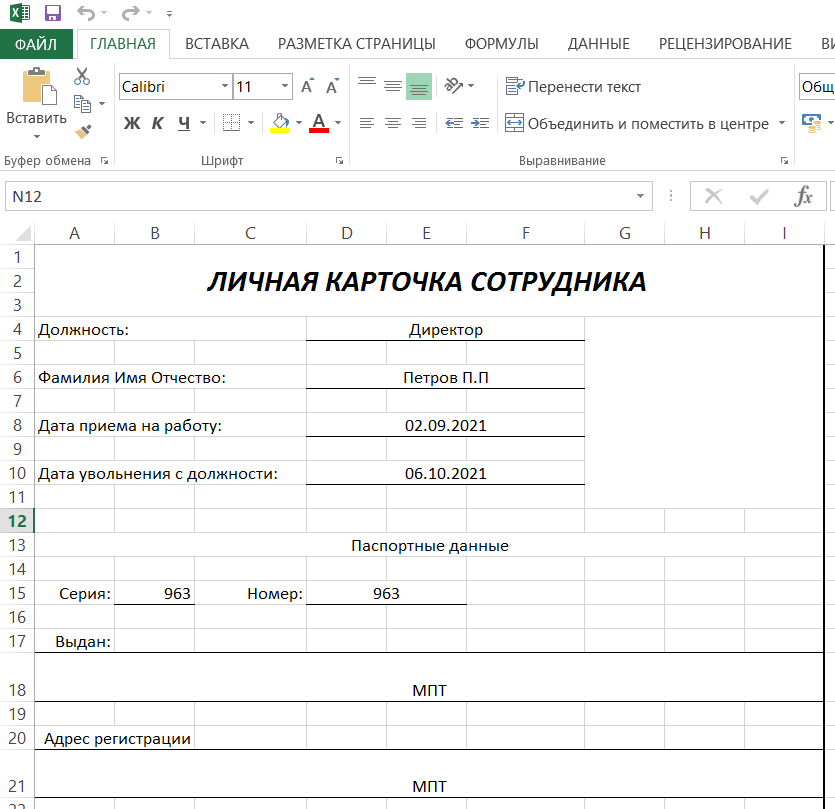 ФАЙЛ ГЛАВНАЯ ВСТАВКА РАЗМЕТКА СТРАНИЦЫ ФОРМУЛЫ ДАННЫЕ РЕЦЕНЗИРОВАНИЕ ВИ
Calibri 11 Перенести текст Общ
Вставить Ж К Ч А Объединить и поместить в центре
Буфер обмена Шрифт Выравнивание
N12 fx
A B C D E F G H I
1
2 ЛИЧНАЯ КАРТОЧКА СОТРУДНИКА
3
4 Должность: Директор
5
6 Фамилия Имя Отчество: Петров П.П
7
8 Дата приема на работу: 02.09.2021
9
10 Дата увольнения с должности: 06.10.2021
11
12
13 Паспортные данные
14
15 Серия: 963 Номер: 963
16
17 Выдан:
18 МПТ
19
20 Адрес регистрации
21 МПТ